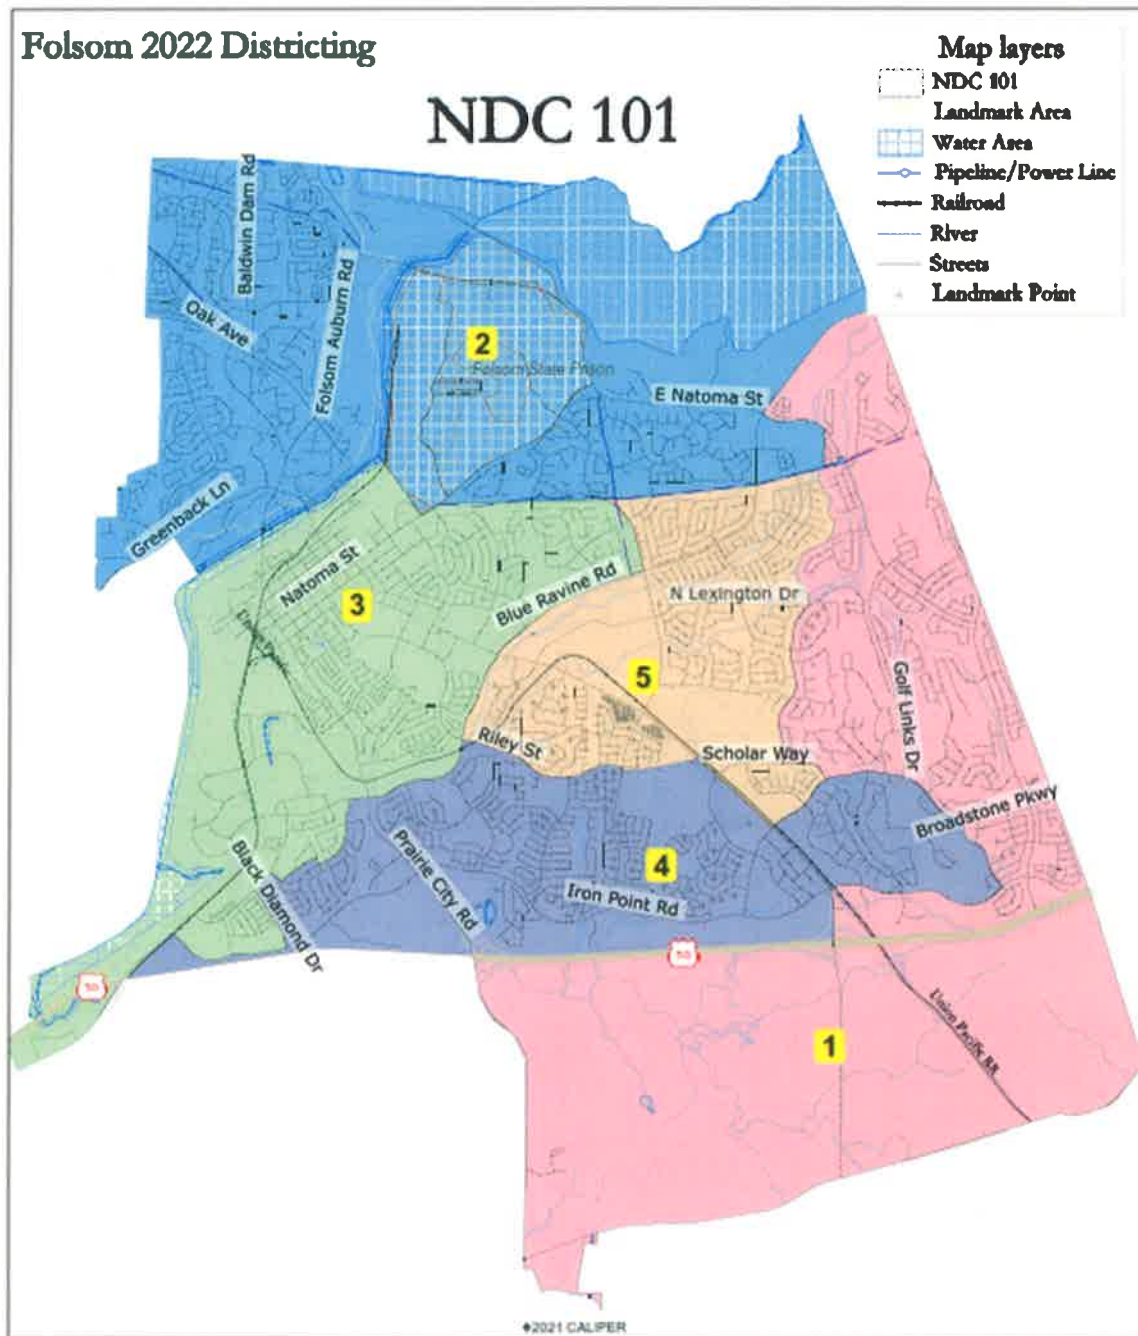 Folsom 2022 Districting
NDC 101
Map layers
NDC 101
Landmark Area
Water Area
Pipeline/Power Line
Railroad
River
Streets
Landmark Point
Baldwin Dam Rd
Oak Ave
Folsom Auburn Rd
2
Folsom State Prison
E Natoma St
Greenback Ln
Natoma St
3
Blue Ravine Rd
N Lexington Dr
Union Pacific
5
Golf Links Dr
Riley St
Scholar Way
Broadstone Pkwy
Black Diamond Dr
Prairie City Rd
4
Iron Point Rd
50
50
1
Union Pacific RR
©2021 CALIPER